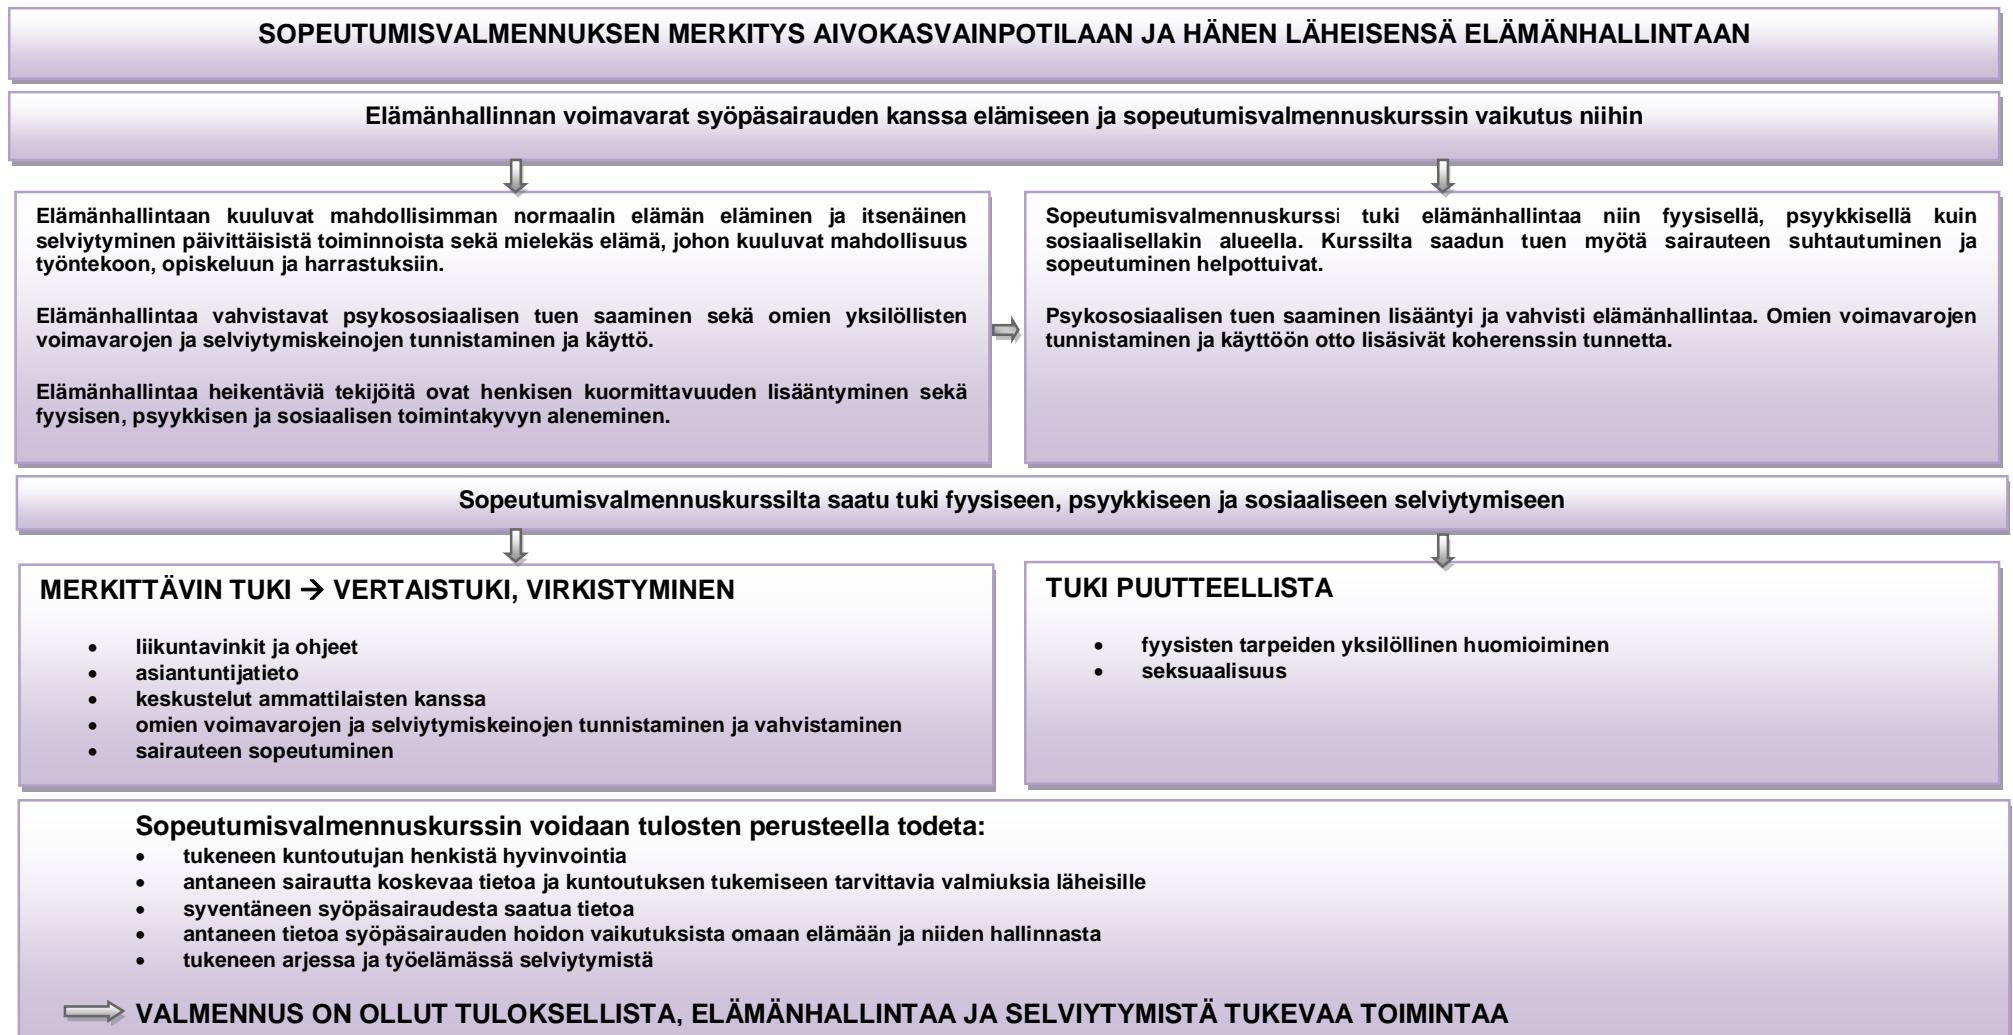 SOPEUTUMISVALMENNUKSEN MERKITYS AIVOKASVAINPOTILAAN JA HÄNEN LÄHEISENSÄ ELÄMÄNHALLINTAAN
Elämänhallinnan voimavarat syöpäsairauden kanssa elämiseen ja sopeutumisvalmennuskurssin vaikutus niihin
Elämänhallintaan kuuluvat mahdollisimman normaalin elämän eläminen ja itsenäinen
selviytyminen päivittäisistä toiminnoista sekä mielekäs elämä, johon kuuluvat mahdollisuus
työntekoon, opiskeluun ja harrastuksiin.
Elämänhallintaa vahvistavat psykososiaalisen tuen saaminen sekä omien yksilöllisten
voimavarojen ja selviytymiskeinojen tunnistaminen ja käyttö.
Elämänhallintaa heikentäviä tekijöitä ovat henkisen kuormittavuuden lisääntyminen sekä
fyysisen, psyykkisen ja sosiaalisen toimintakyvyn aleneminen.
Sopeutumisvalmennuskurssi tuki elämänhallintaa niin fyysisellä, psyykkisellä kuin
sosiaalisellakin alueella. Kurssilta saadun tuen myötä sairauteen suhtautuminen ja
sopeutuminen helpottuivat.
Psykososiaalisen tuen saaminen lisääntyi ja vahvisti elämänhallintaa. Omien voimavarojen
tunnistaminen ja käyttöön otto lisäsivät koherenssin tunnetta.
Sopeutumisvalmennuskurssilta saatu tuki fyysiseen, psyykkiseen ja sosiaaliseen selviytymiseen
MERKITTÄVIN TUKI → VERTAISTUKI, VIRKISTYMINEN
• liikuntavinkit ja ohjeet
• asiantuntijatieto
• keskustelut ammattilaisten kanssa
• omien voimavarojen ja selviytymiskeinojen tunnistaminen ja vahvistaminen
• sairauteen sopeutuminen
TUKI PUUTTEELLISTA
• fyysisten tarpeiden yksilöllinen huomioiminen
• seksuaalisuus
Sopeutumisvalmennuskurssin voidaan tulosten perusteella todeta:
• tukeneen kuntoutujan henkistä hyvinvointia
• antaneen sairautta koskevaa tietoa ja kuntoutuksen tukemiseen tarvittavia valmiuksia läheisille
• syventäneen syöpäsairaudesta saatua tietoa
• antaneen tietoa syöpäsairauden hoidon vaikutuksista omaan elämään ja niiden hallinnasta
• tukeneen arjessa ja työelämässä selviytymistä
VALMENNUS ON OLLUT TULOKSELLISTA, ELÄMÄNHALLINTAA JA SELVIYTYMISTÄ TUKEVAA TOIMINTAA